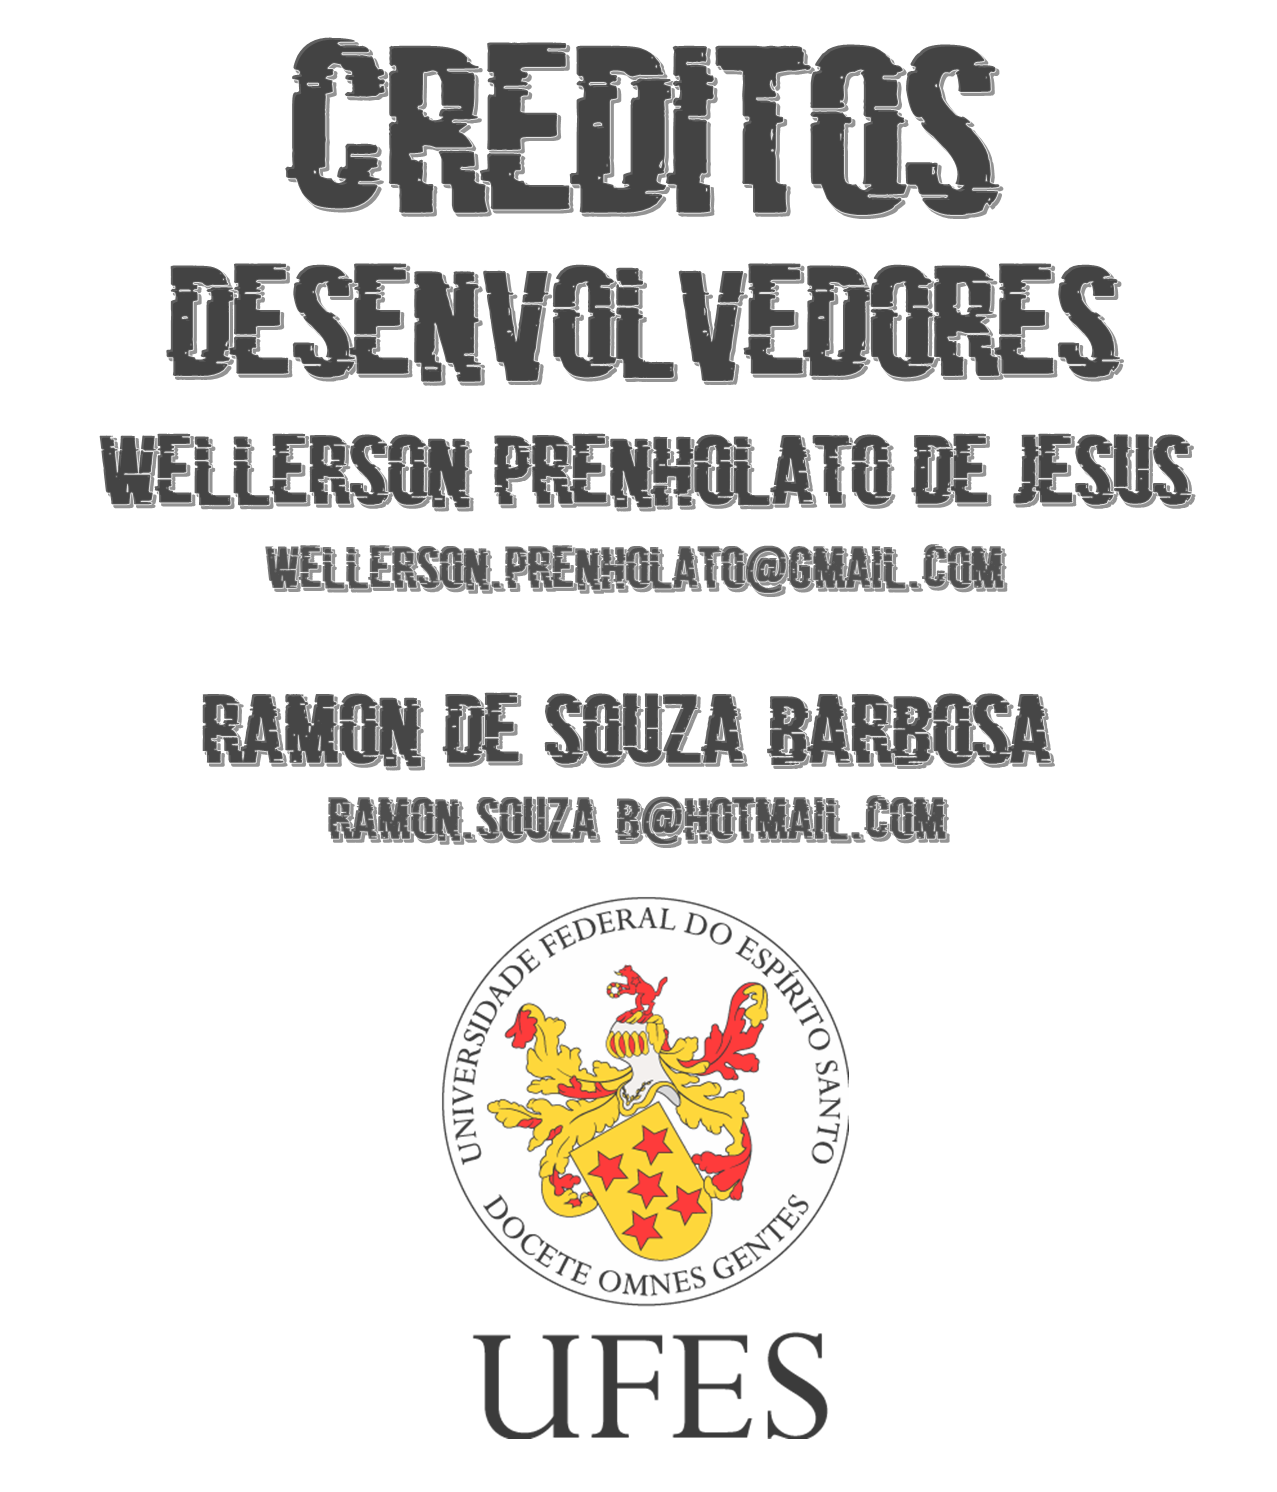 CREDITOS
DESENVOLVEDORES
WELLERSON PRENHOLATO DE JESUS
WELLERSON.PRENHOLATO@GMAIL.COM
RAMON DE SOUZA BARBOSA
RAMON.SOUZA B@HOTMAIL.COM
UNIVERSIDADE FEDERAL DO ESPÍRITO SANTO
DOCETE OMNES GENTES
UFES